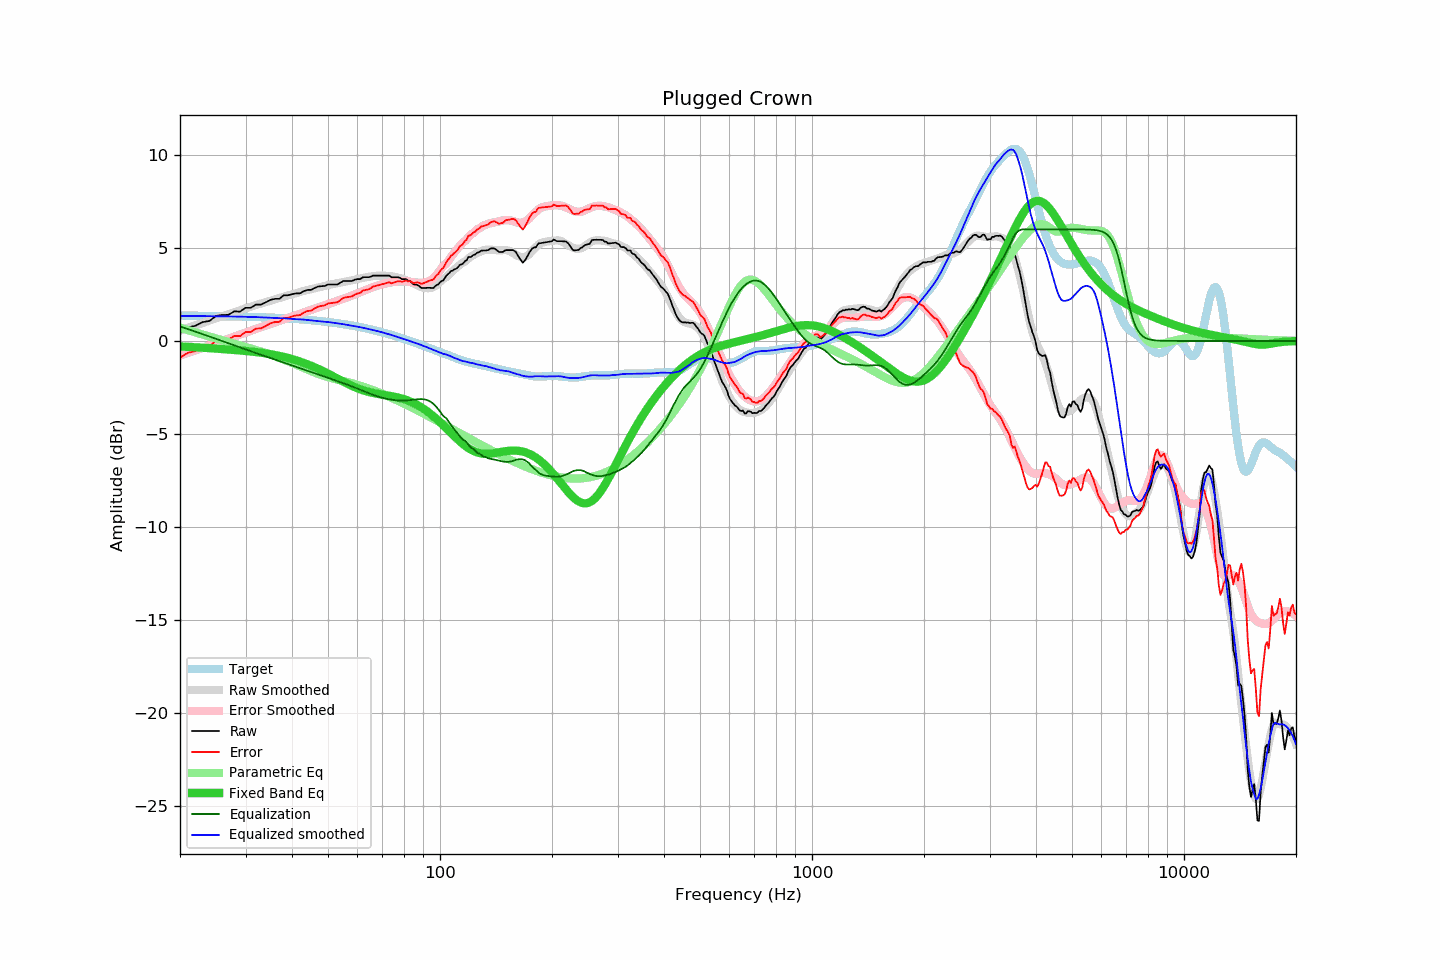 Plugged Crown
10
5
0
−5
−10
−15
−20
−25
Amplitude (dBr)
Target
Raw Smoothed
Error Smoothed
Raw
Error
Parametric Eq
Fixed Band Eq
Equalization
Equalized smoothed
100 1000 10000
Frequency (Hz)